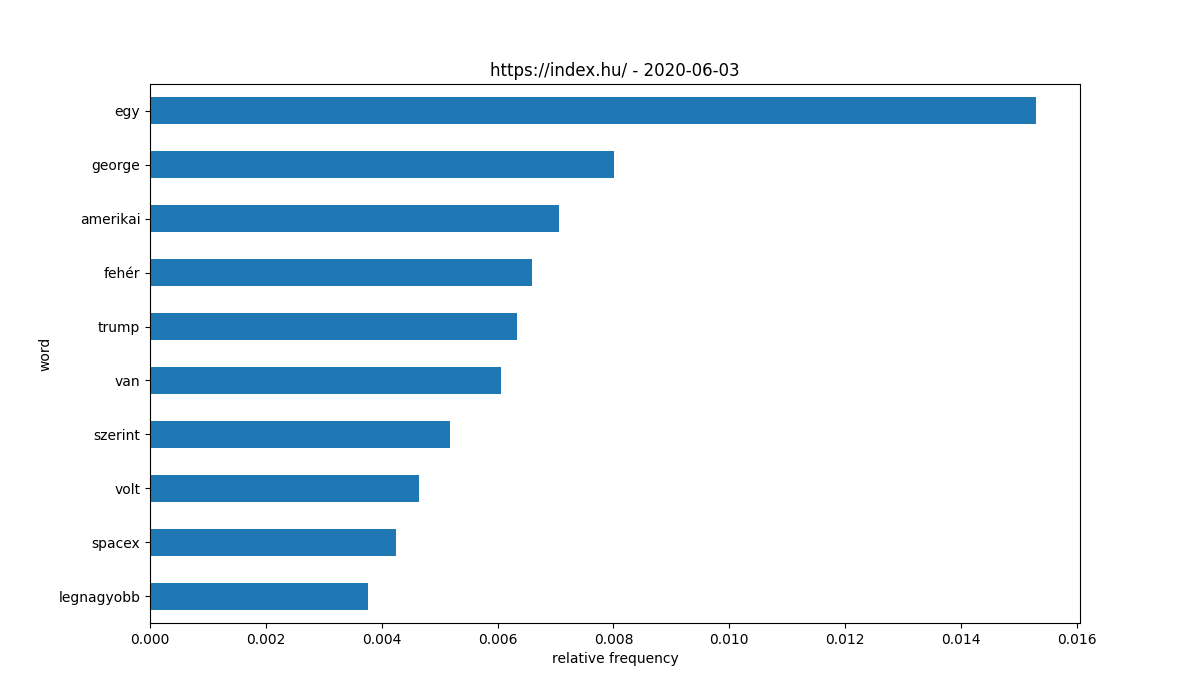 https://index.hu/ - 2020-06-03
egy
george
amerikai
fehér
trump
van
szerint
volt
spacex
legnagyobb
word
0.000 0.002 0.004 0.006 0.008 0.010 0.012 0.014 0.016
relative frequency